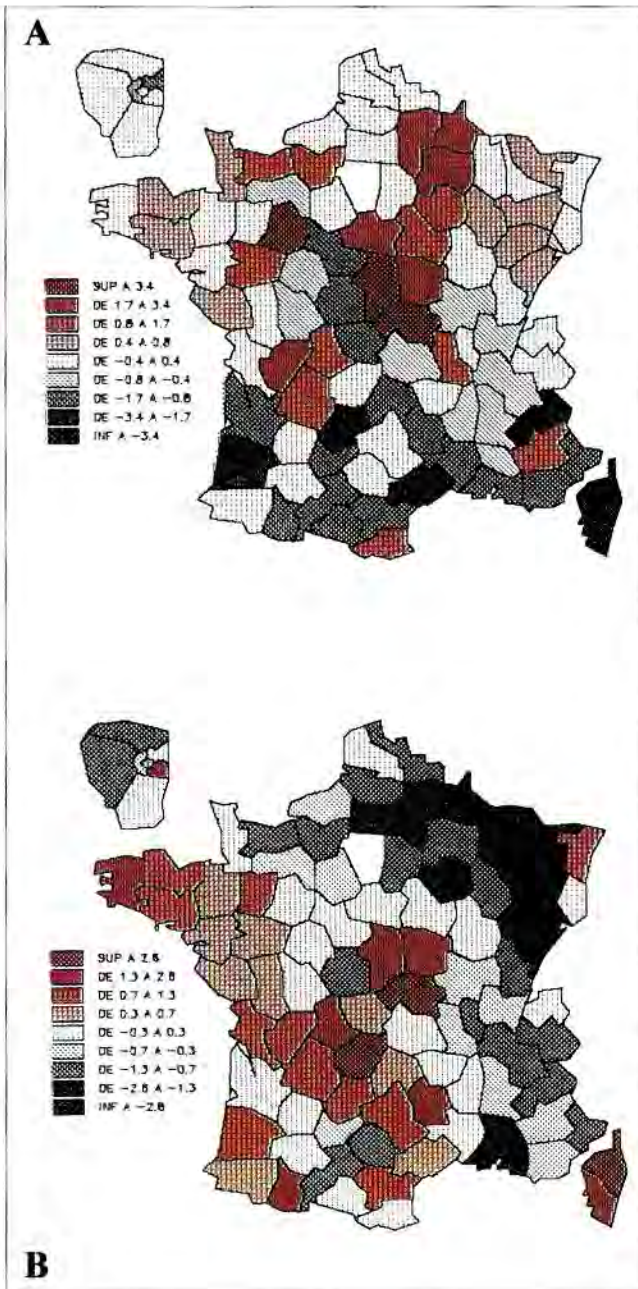 A
SUP A 3.4
DE 1.7 A 3.4
DE 0.8 A 1.7
DE 0.4 A 0.8
DE -0.4 A 0.4
DE -0.8 A -0.4
DE -1.7 A -0.8
DE -3.4 A -1.7
INF A -3.4
SUP A 2.6
DE 1.3 A 2.6
DE 0.7 A 1.3
DE 0.3 A 0.7
DE -0.3 A 0.3
DE -0.7 A -0.3
DE -1.3 A -0.7
DE -2.6 A -1.3
INF A -2.6
B